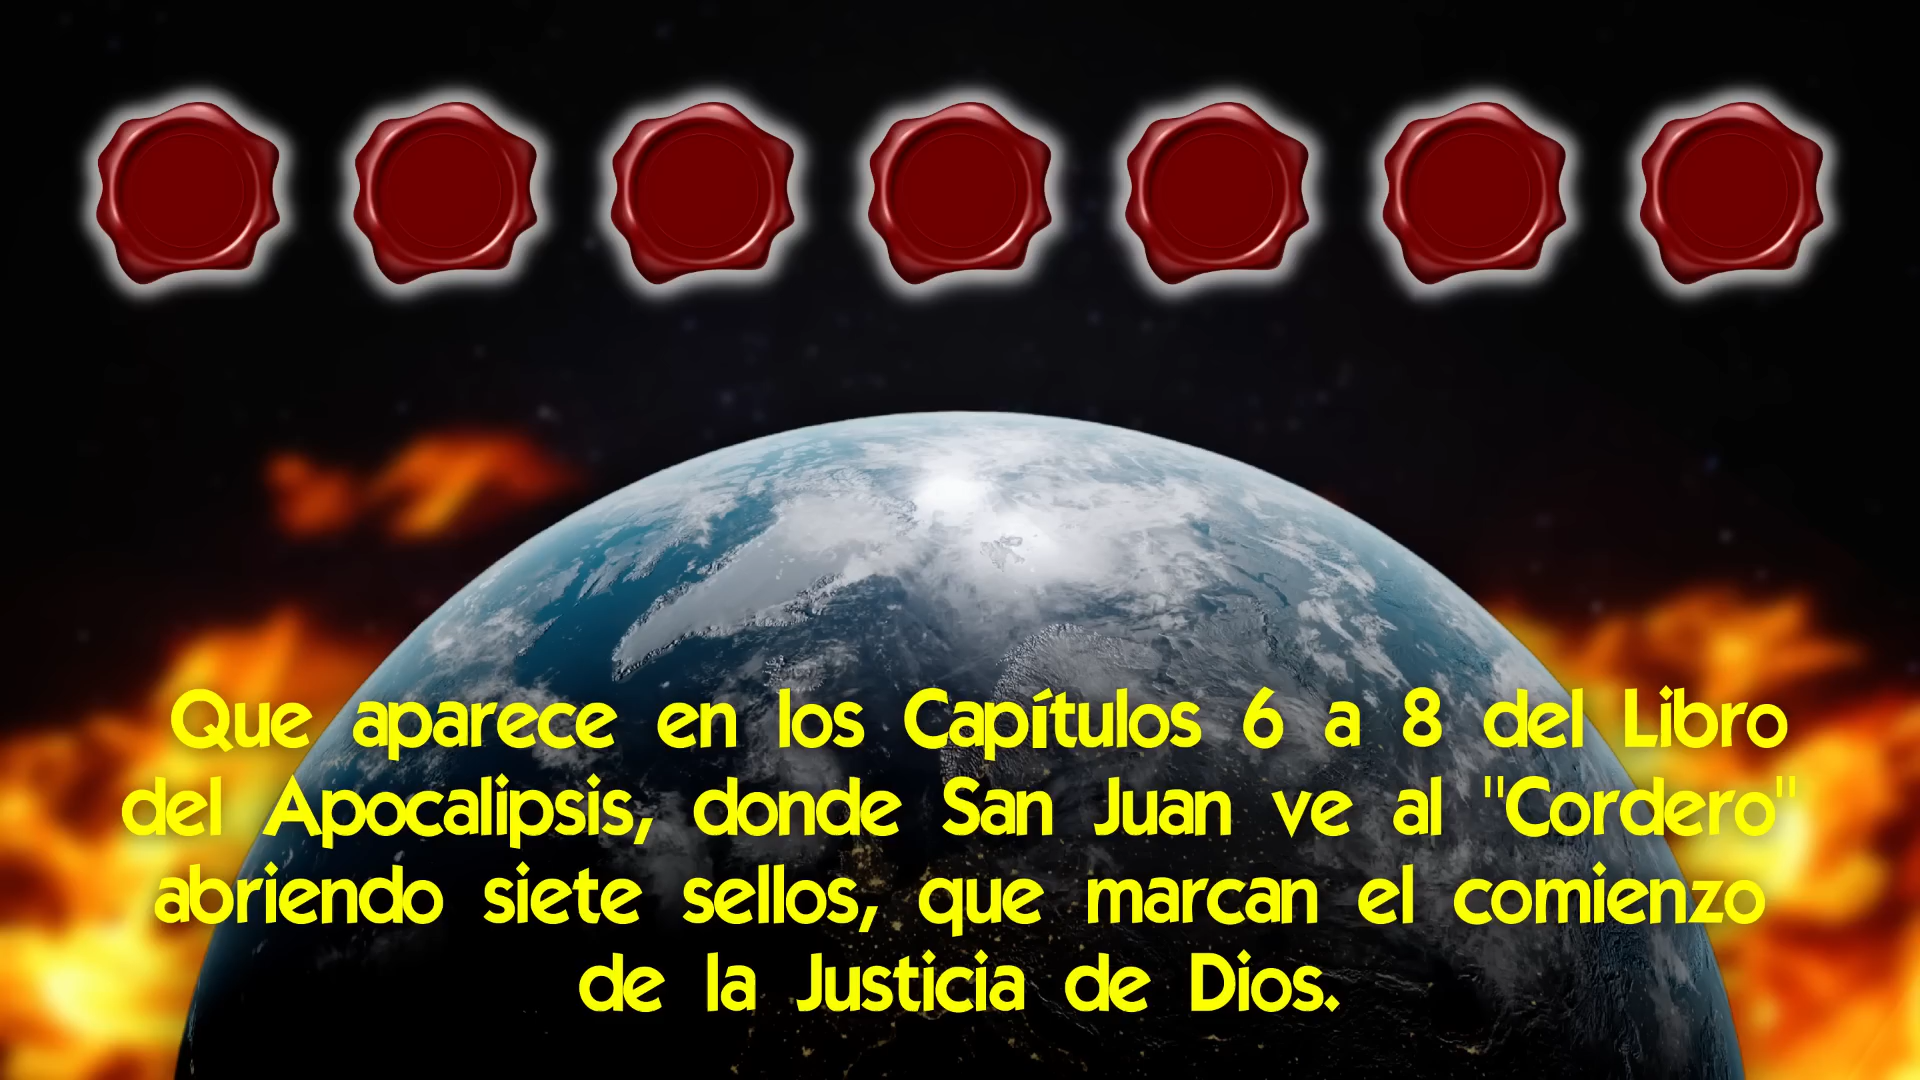 Que aparece en los Capítulos 6 a 8 del Libro
del Apocalipsis, donde San Juan ve al "Cordero"
abriendo siete sellos, que marcan el comienzo
de la Justicia de Dios.